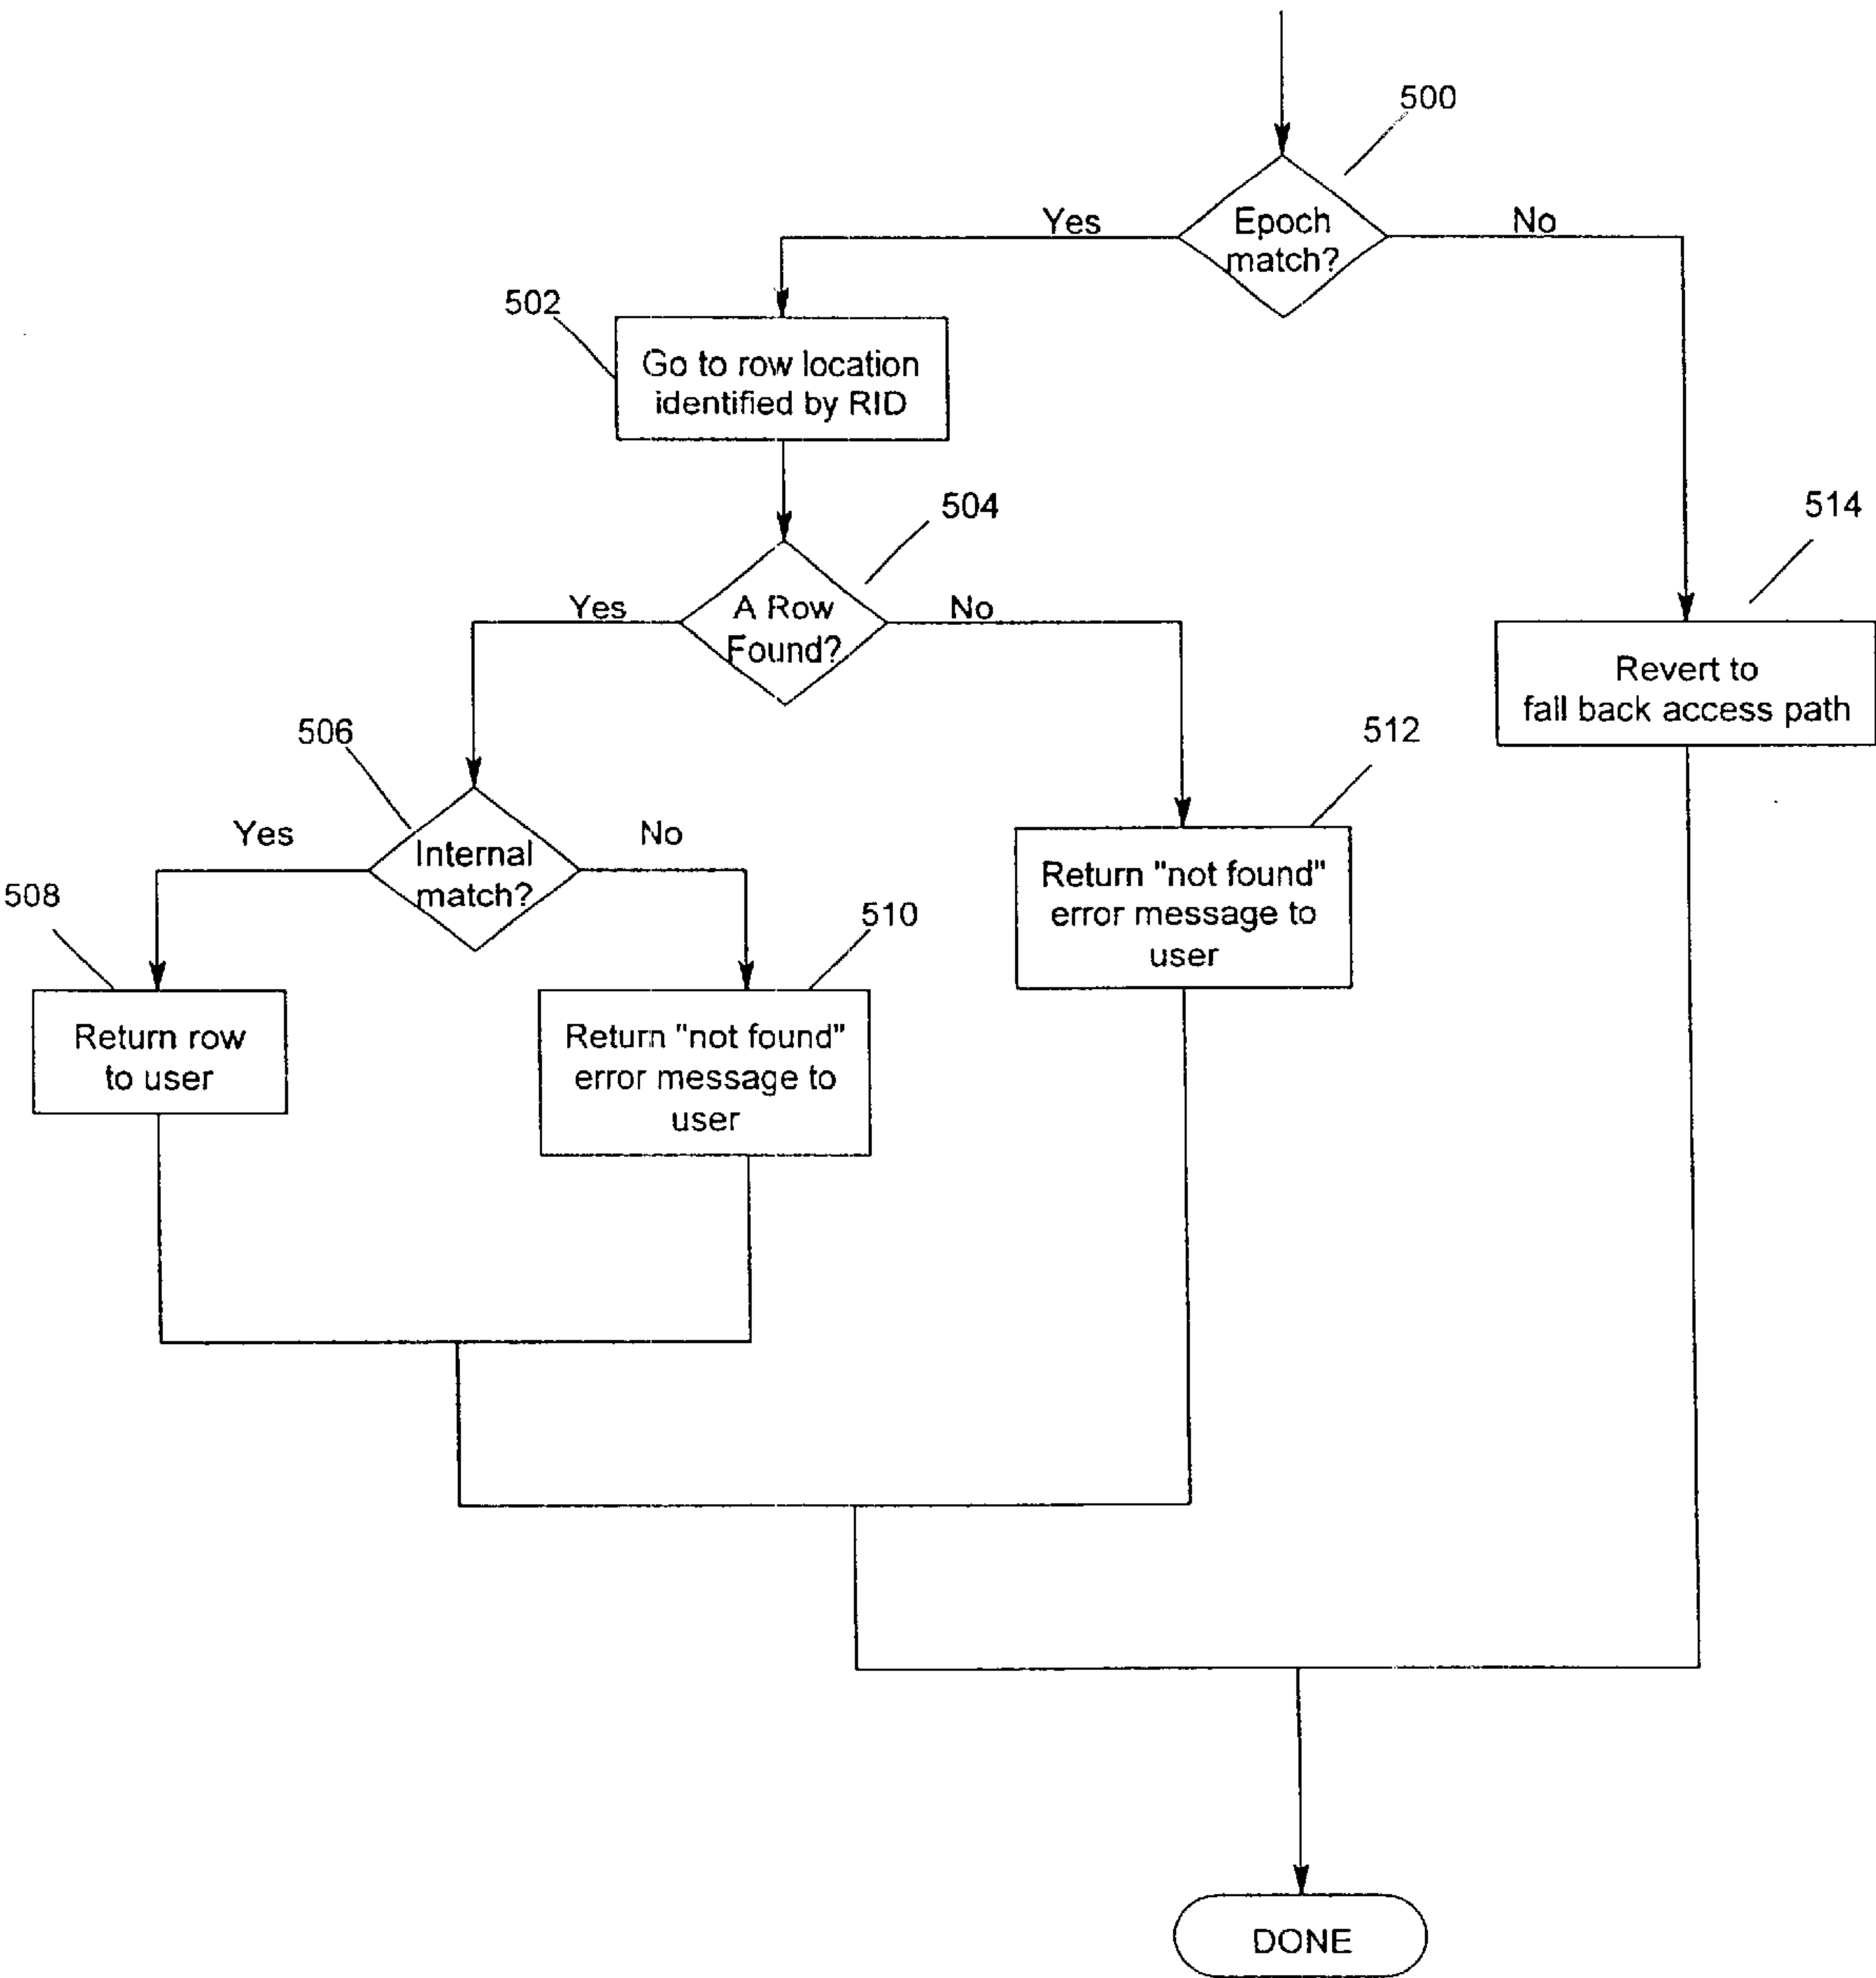 500
Epoch
match?
Yes
No
502
Go to row location
identified by RID
504
A Row
Found?
Yes
No
514
Revert to
fall back access path
506
Internal
match?
Yes
No
512
Return "not found"
error message to
user
508
Return row
to user
510
Return "not found"
error message to
user
DONE